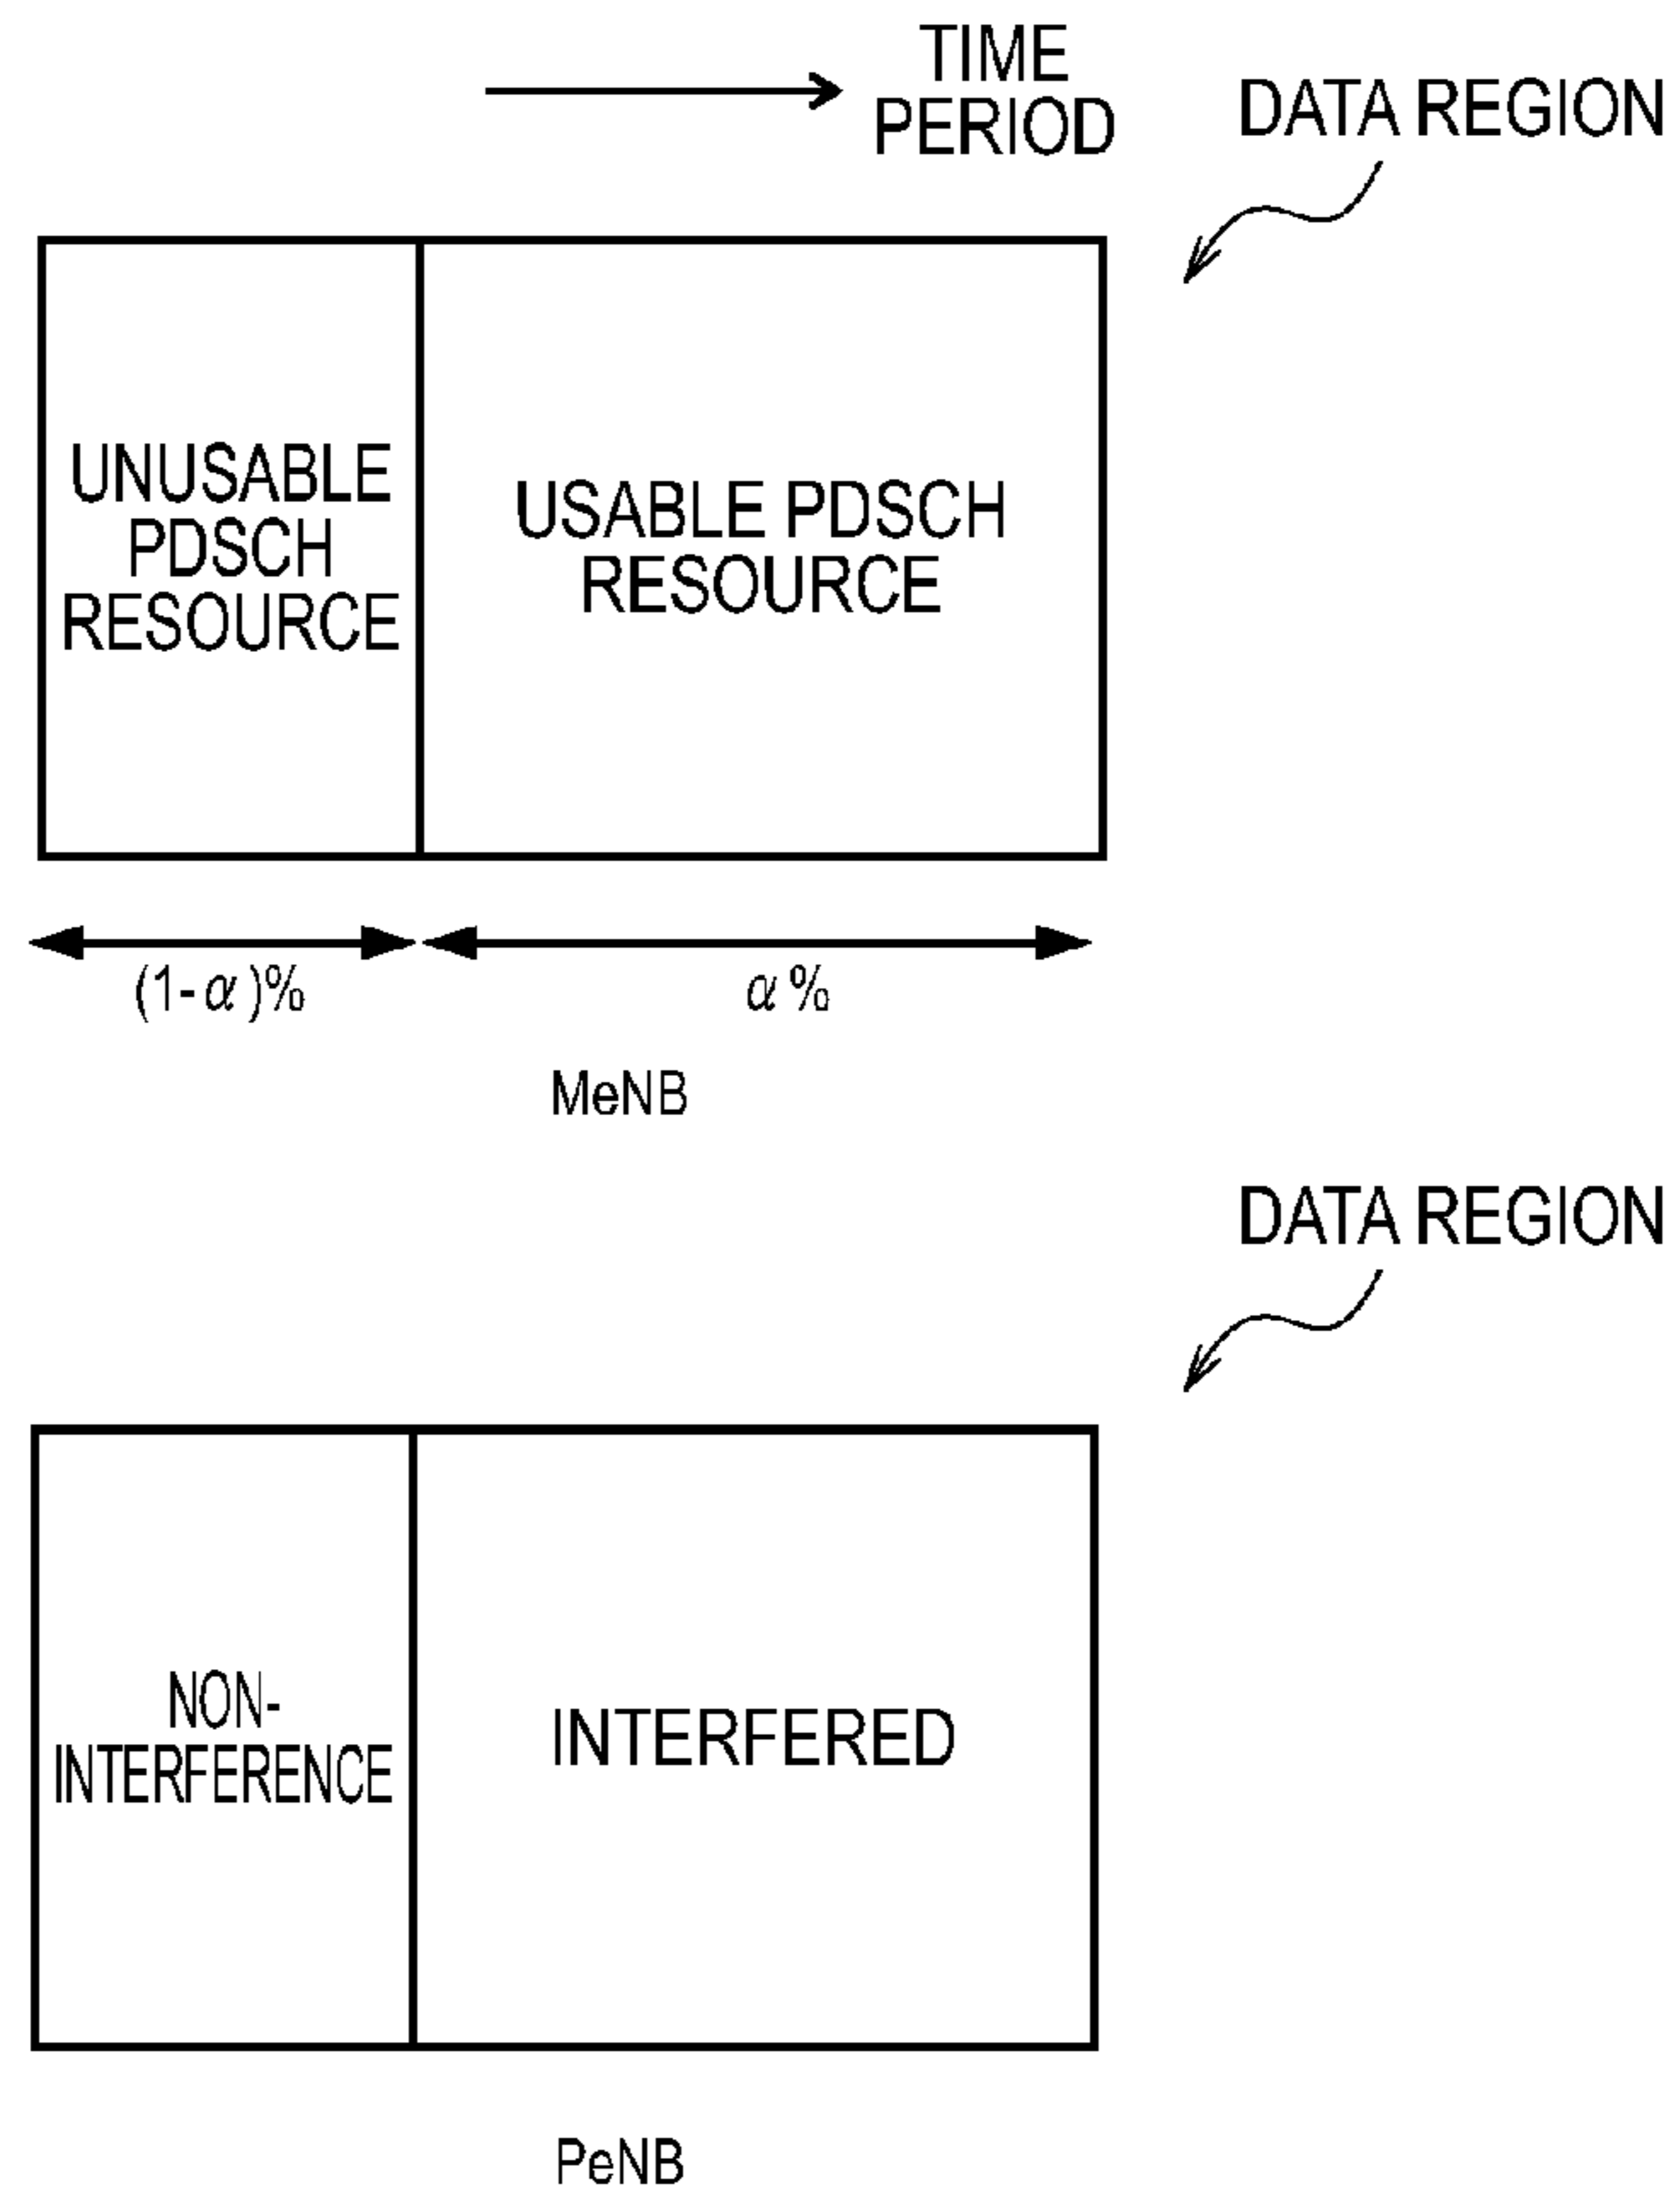 TIME
PERIOD
DATA REGION
UNUSABLE
PDSCH
RESOURCE
USABLE PDSCH
RESOURCE
(1-α)%
α%
MeNB
DATA REGION
NON-
INTERFERENCE
INTERFERED
PeNB